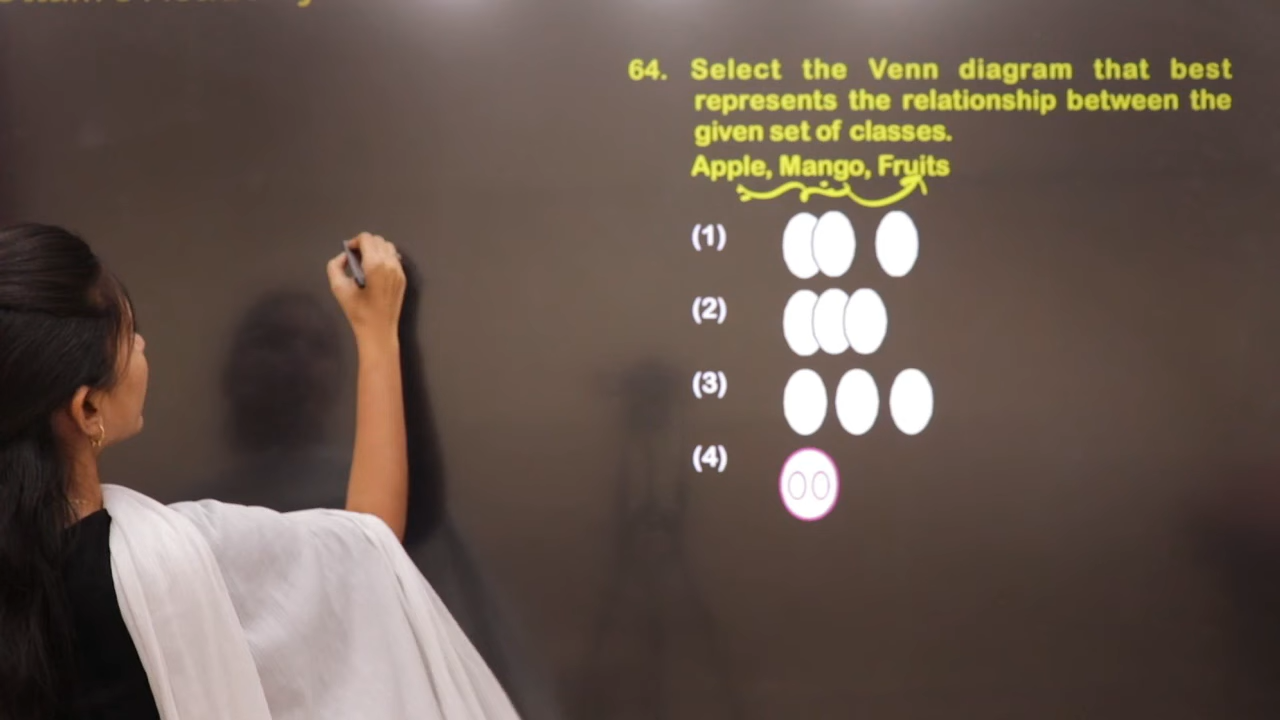 64. Select the Venn diagram that best
represents the relationship between the
given set of classes.
Apple, Mango, Fruits
(1)
(2)
(3)
(4)